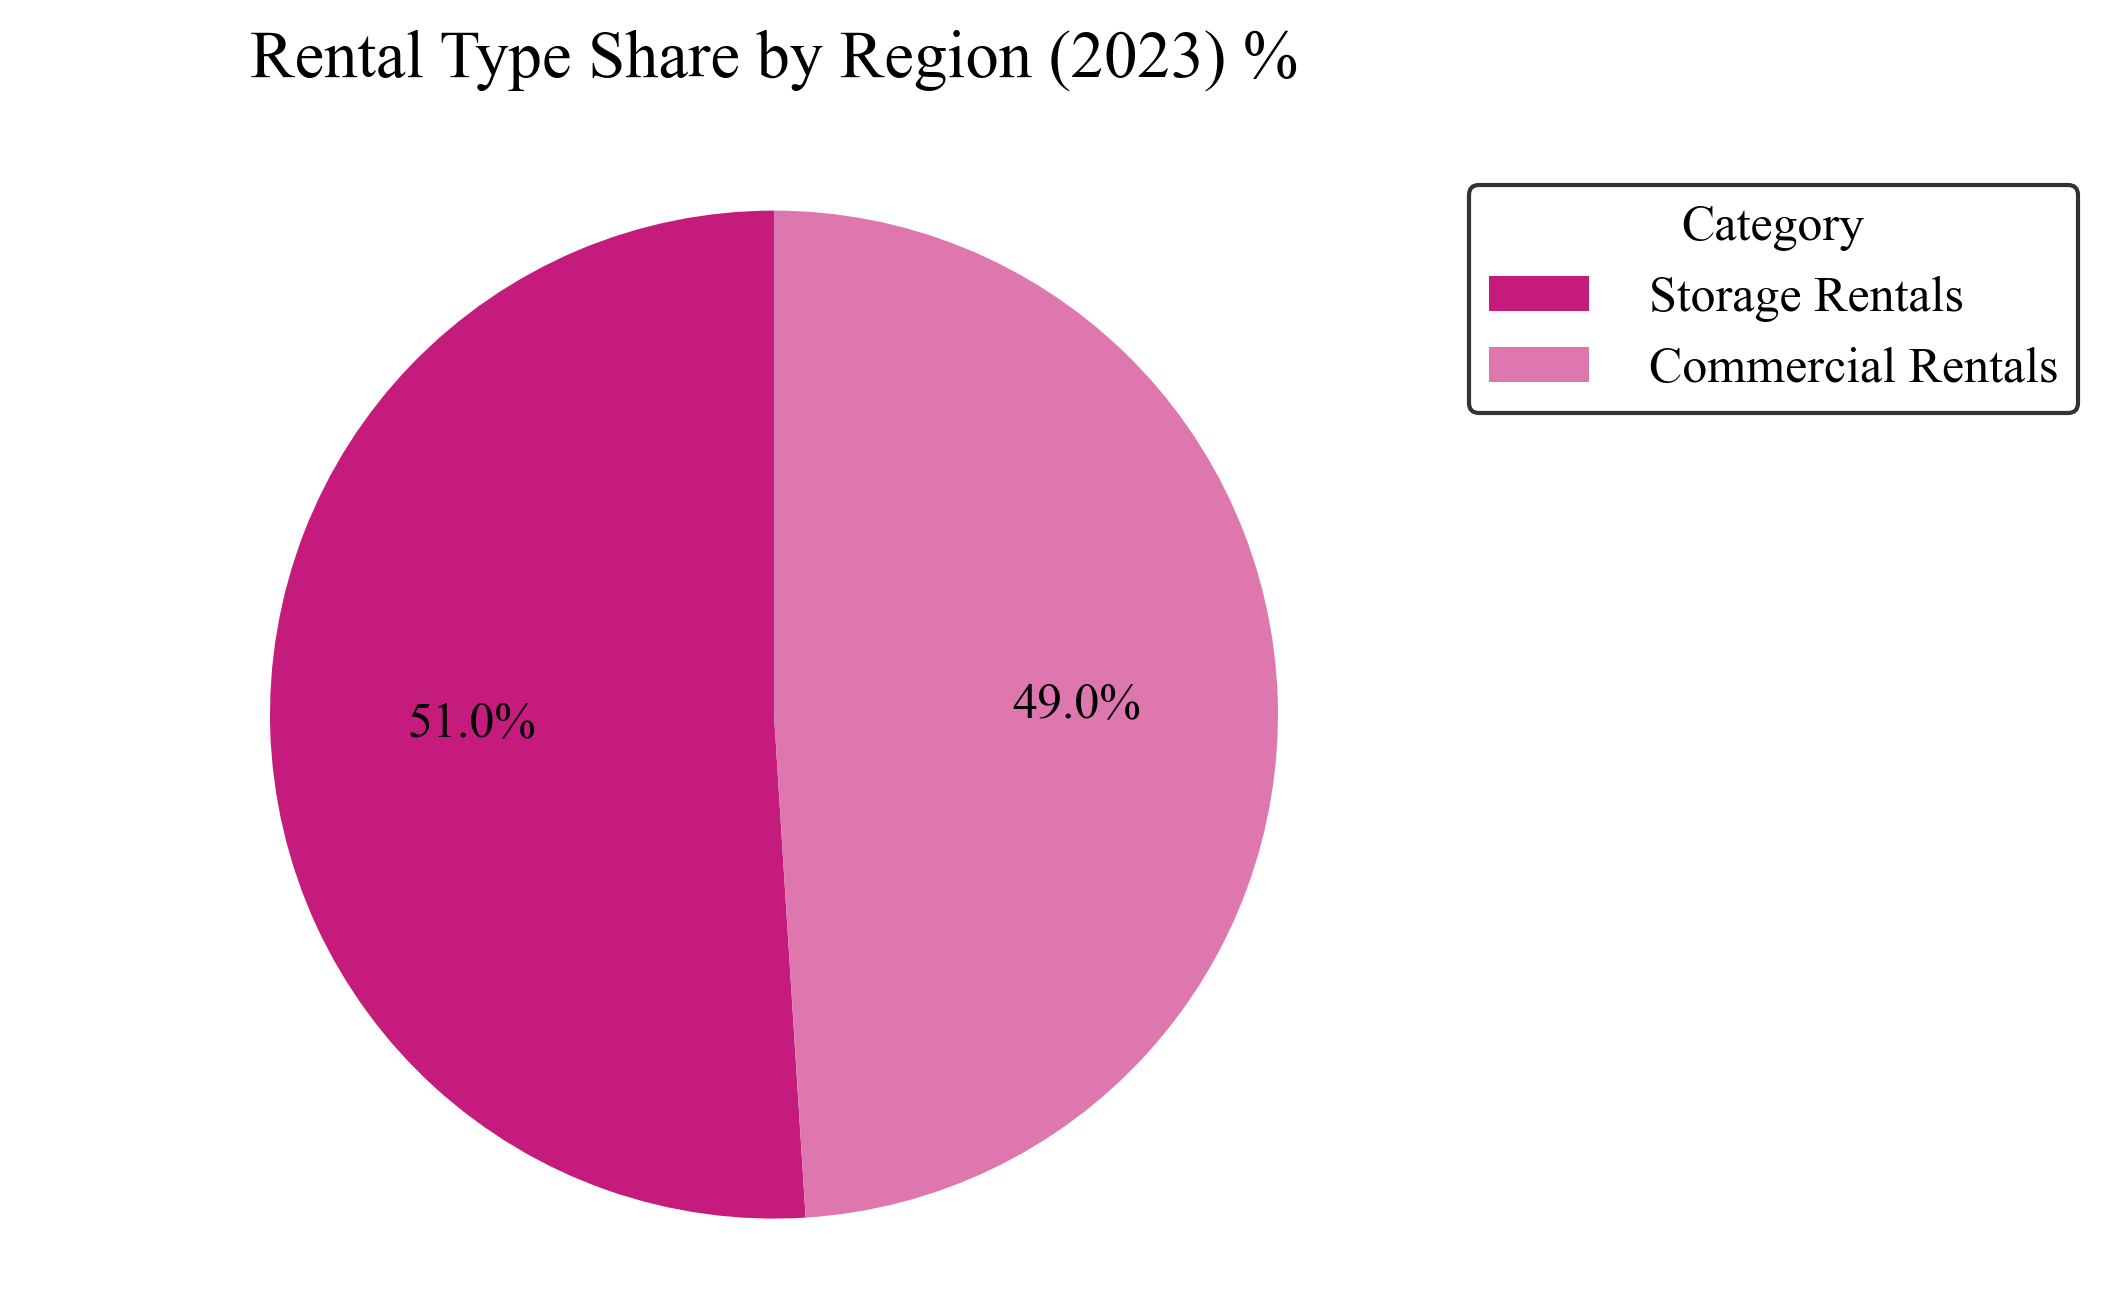 Rental Type Share by Region (2023) %
Category
Storage Rentals
Commercial Rentals
51.0%
49.0%